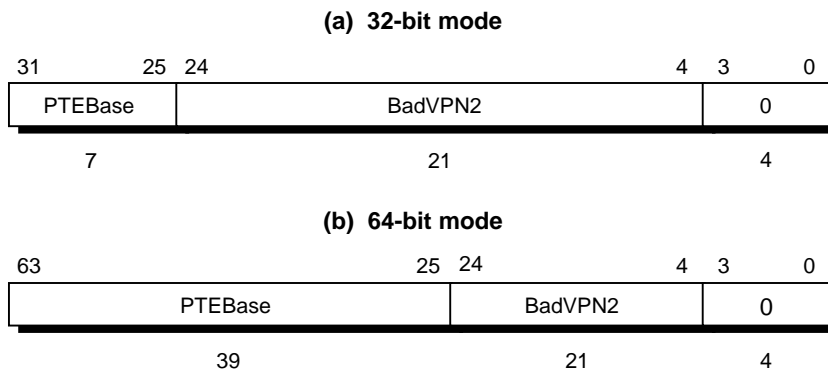 (a) 32-bit mode
31 25 24 4 3 0
PTEBase BadVPN2 0
7 21 4
(b) 64-bit mode
63 25 24 4 3 0
PTEBase BadVPN2 0
39 21 4